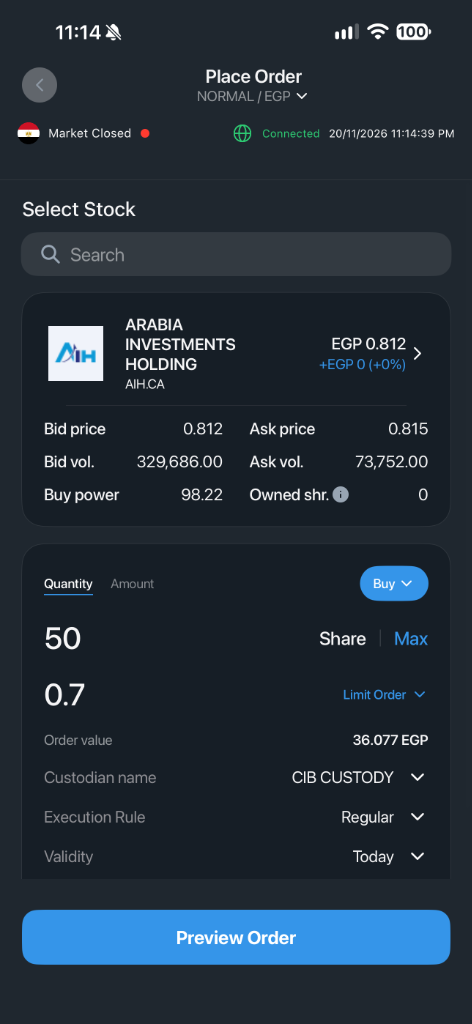 11:14
100
Place Order
NORMAL / EGP
Market Closed
Connected 20/11/2026 11:14:39 PM
Select Stock
Search
AIH
ARABIA
INVESTMENTS
HOLDING
AIH.CA
EGP 0.812
+EGP 0 (+0%)
Bid price 0.812 Ask price 0.815
Bid vol. 329,686.00 Ask vol. 73,752.00
Buy power 98.22 Owned shr. 0
Quantity Amount Buy
50 Share Max
0.7 Limit Order
Order value 36.077 EGP
Custodian name CIB CUSTODY
Execution Rule Regular
Validity Today
Preview Order